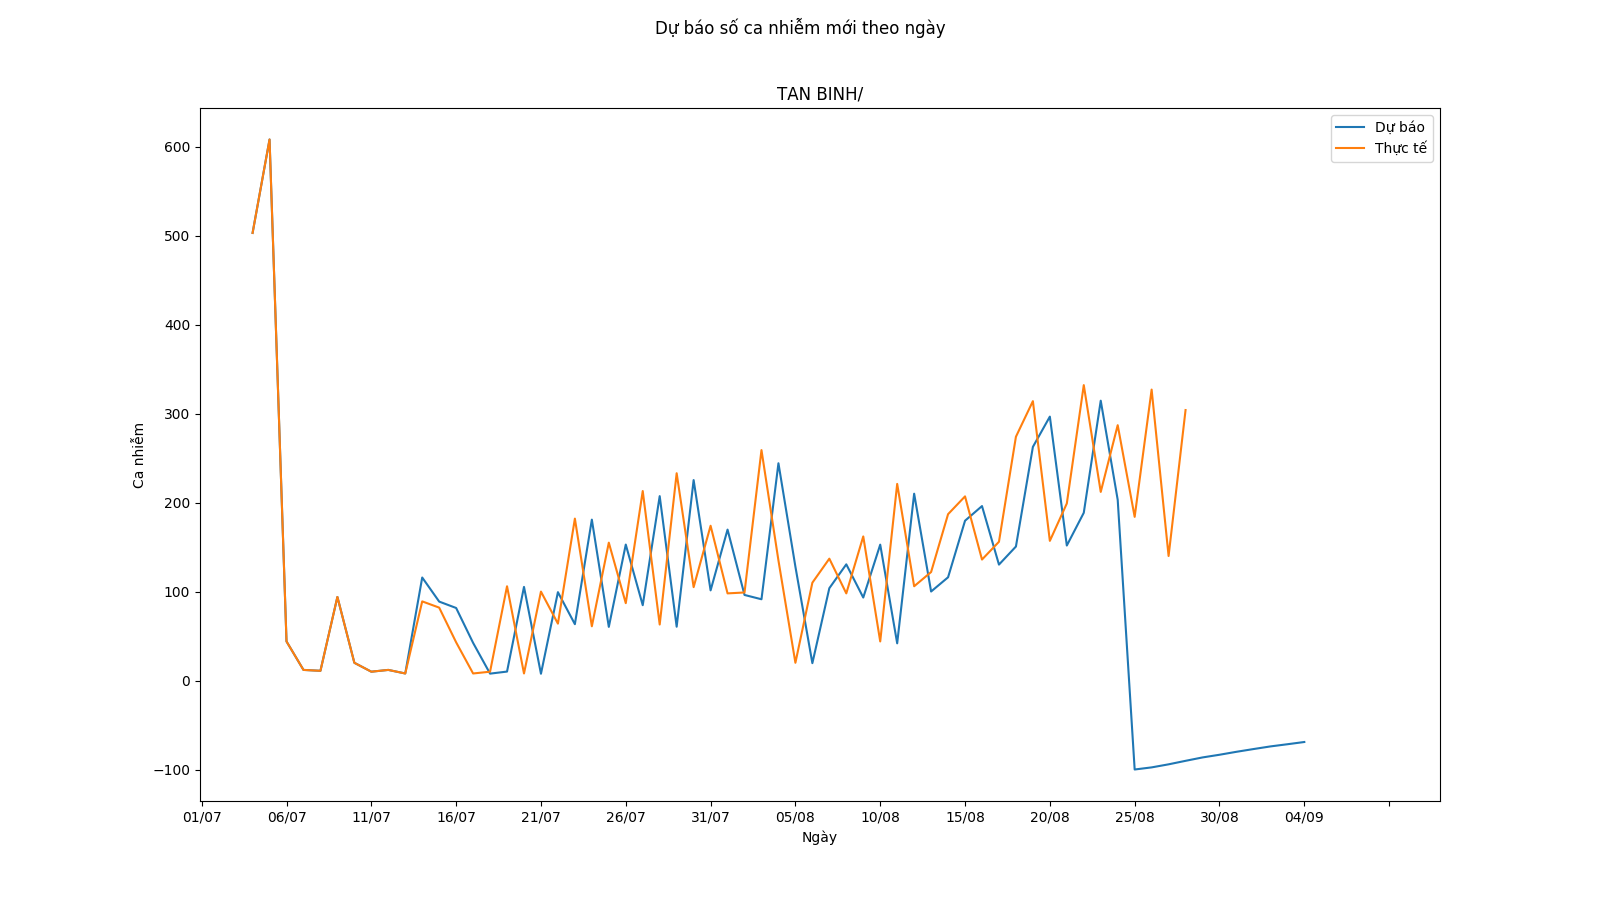 Dự báo số ca nhiễm mới theo ngày
TAN BINH/
Dự báo
Thực tế
600
500
400
300
200
100
0
−100
Ca nhiễm
01/07 06/07 11/07 16/07 21/07 26/07 31/07 05/08 10/08 15/08 20/08 25/08 30/08 04/09
Ngày